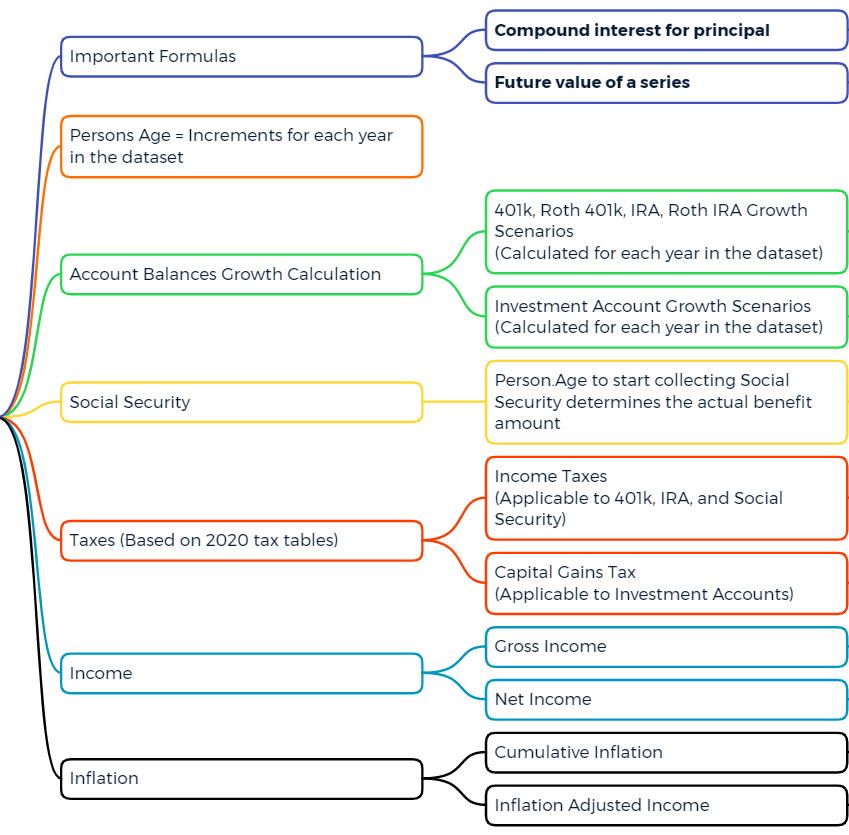 Important Formulas
Compound interest for principal
Future value of a series
Persons Age = Increments for each year
in the dataset
Account Balances Growth Calculation
401k, Roth 401k, IRA, Roth IRA Growth
Scenarios
(Calculated for each year in the dataset)
Investment Account Growth Scenarios
(Calculated for each year in the dataset)
Social Security
Person.Age to start collecting Social
Security determines the actual benefit
amount
Taxes (Based on 2020 tax tables)
Income Taxes
(Applicable to 401k, IRA, and Social
Security)
Capital Gains Tax
(Applicable to Investment Accounts)
Income
Gross Income
Net Income
Inflation
Cumulative Inflation
Inflation Adjusted Income